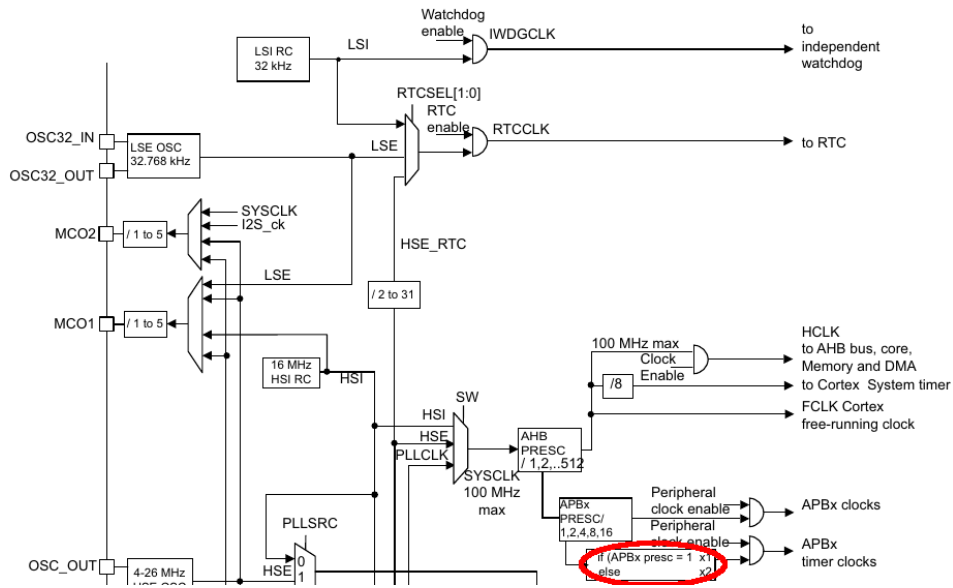 Watchdog
enable
IWDGCLK
to
independent
watchdog
LSI RC
32 kHz
LSI
RTCSEL[1:0]
RTC
enable
RTCCLK
to RTC
OSC32_IN
OSC32_OUT
LSE OSC
32.768 kHz
LSE
SYSCLK
I2S_ck
MCO2
/ 1 to 5
HSE_RTC
LSE
/ 2 to 31
MCO1
/ 1 to 5
16 MHz
HSI RC
HSI
100 MHz max
Clock
Enable
HCLK
to AHB bus, core,
Memory and DMA
/8
to Cortex System timer
FCLK Cortex
free-running clock
SW
HSI
HSE
PLLCLK
SYSCLK
100 MHz
max
AHB
PRESC
/ 1,2,..512
APBx
PRESC/
1,2,4,8,16
Peripheral
clock enable
APBx clocks
Peripheral
clock enable
if (APBx presc = 1 x1
else x2
APBx
timer clocks
PLLSRC
0
1
HSE
OSC_OUT
4-26 MHz
HSE OSC